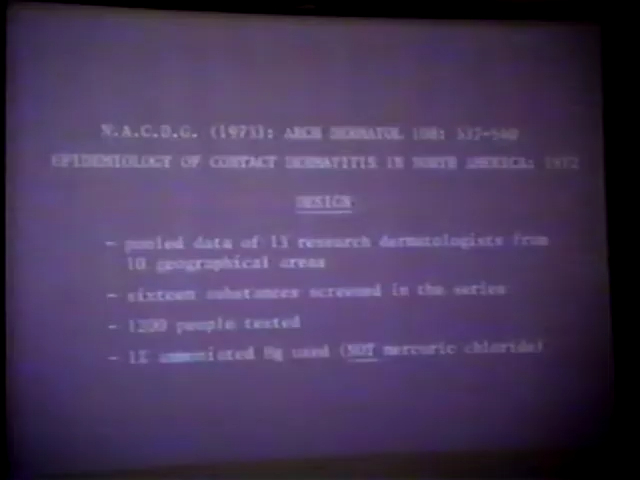 N.A.C.D.G. (1973): ARCH DERMATOL 108: 537-540
EPIDEMIOLOGY OF CONTACT DERMATITIS IN NORTH AMERICA: 1972
DESIGN
- pooled data of 13 research dermatologists from
10 geographical areas
- sixteen substances screened in the series
- 1200 people tested
- 1% ammoniated Hg used (NOT mercuric chloride)